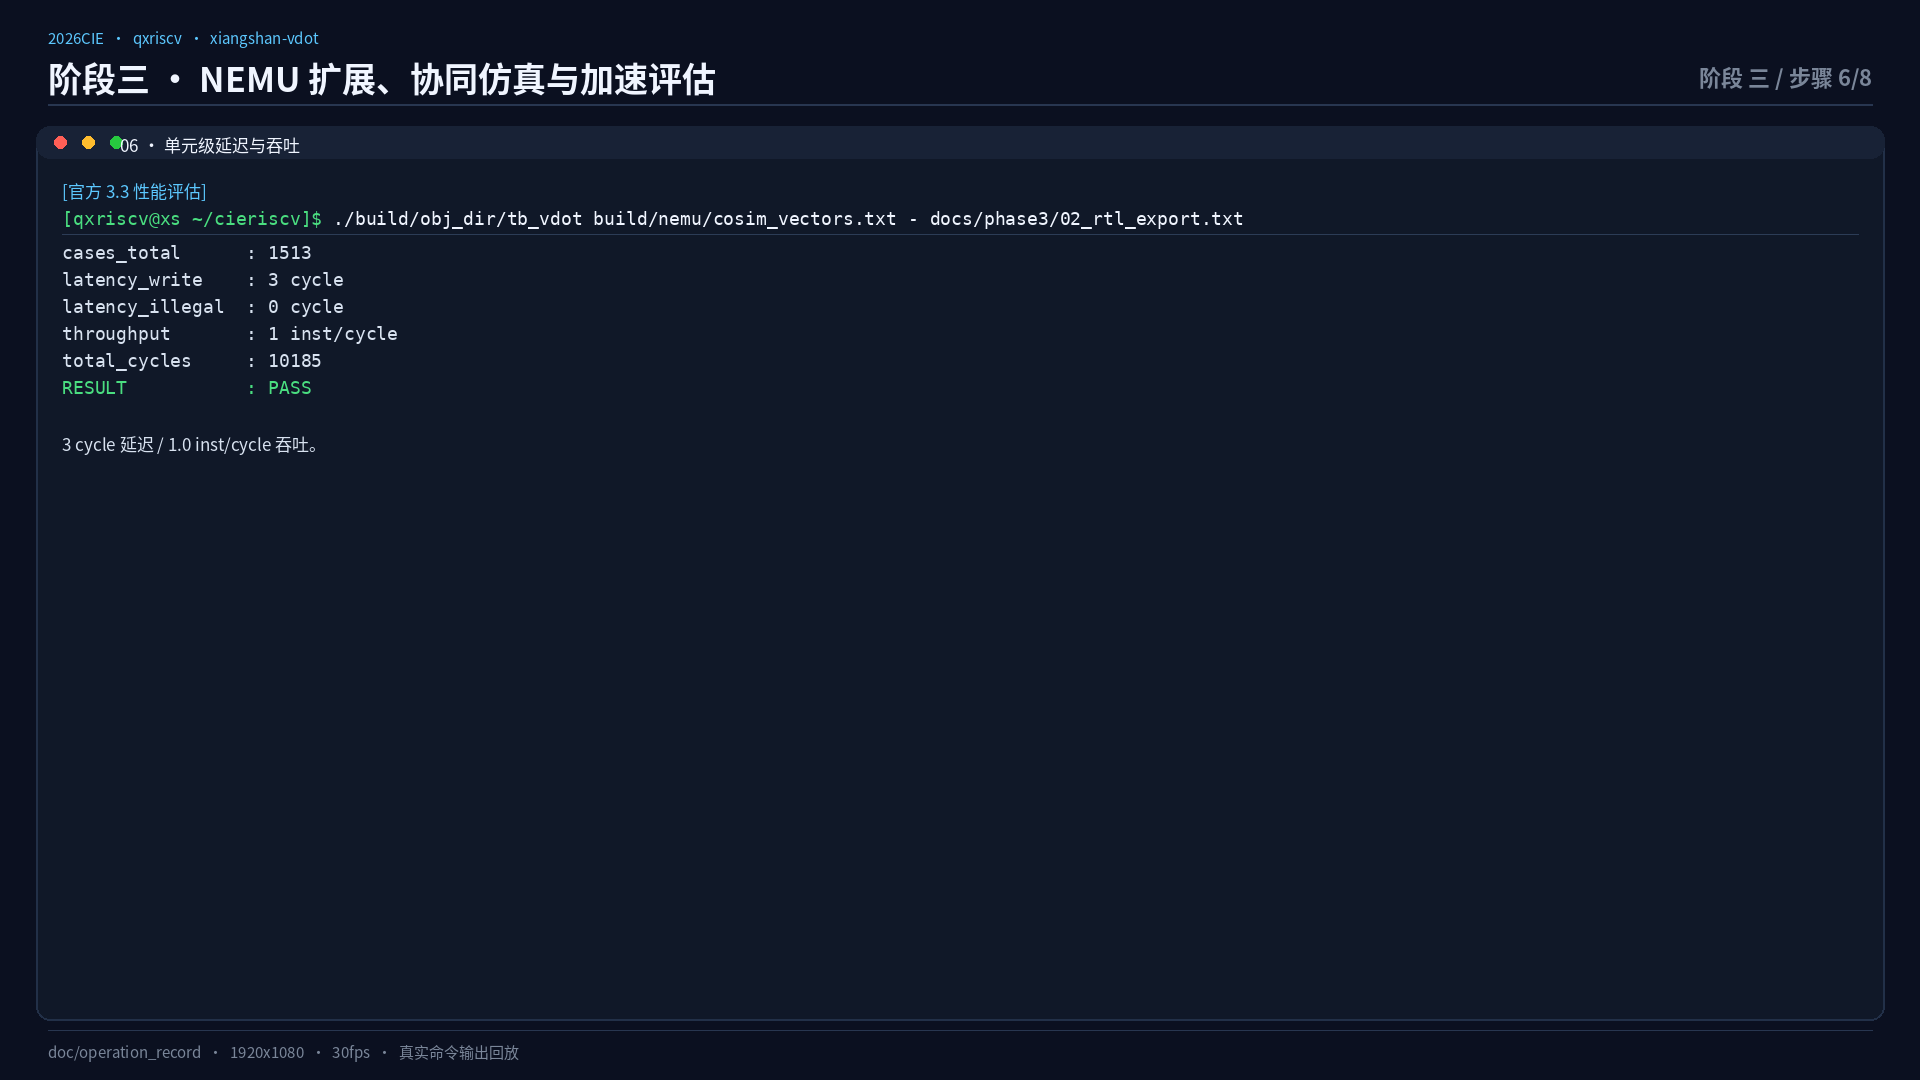 2026CIE · qxriscv · xiangshan-vdot
阶段三 · NEMU 扩展、协同仿真与加速评估
阶段 三 / 步骤 6/8
06 · 单元级延迟与吞吐
[官方 3.3 性能评估]
[qxriscv@xs ~/cieriscv]$ ./build/obj_dir/tb_vdot build/nemu/cosim_vectors.txt - docs/phase3/02_rtl_export.txt
cases_total      : 1513
latency_write    : 3 cycle
latency_illegal  : 0 cycle
throughput       : 1 inst/cycle
total_cycles     : 10185
RESULT           : PASS
3 cycle 延迟 / 1.0 inst/cycle 吞吐。
doc/operation_record · 1920x1080 · 30fps · 真实命令输出回放